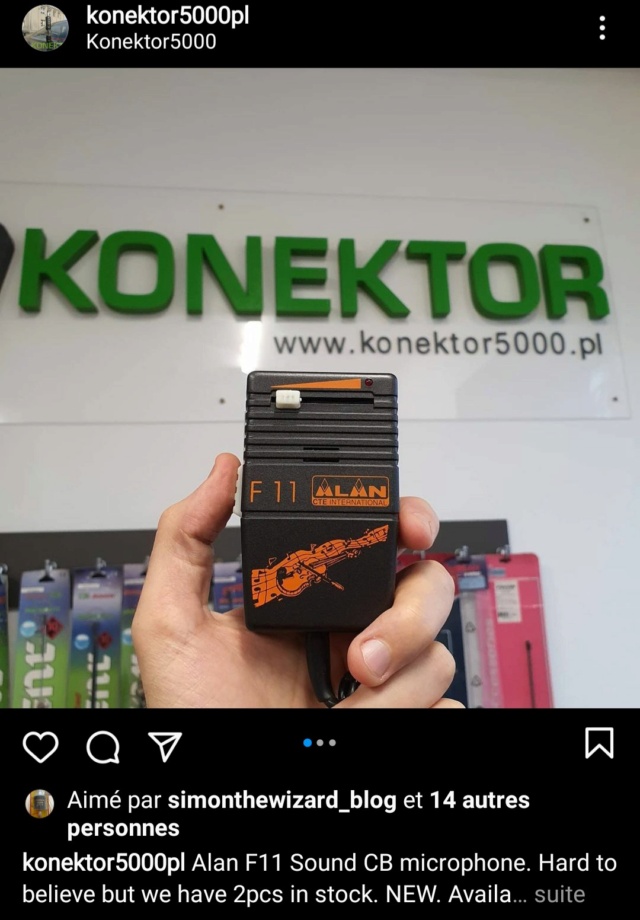 konektor5000pl
Konektor5000
KONEKTOR
www.konektor5000.pl
F 11 ALAN
CTE INTERNATIONAL
Aimé par simonthewizard_blog et 14 autres
personnes
konektor5000pl Alan F11 Sound CB microphone. Hard to
believe but we have 2pcs in stock. NEW. Availa... suite